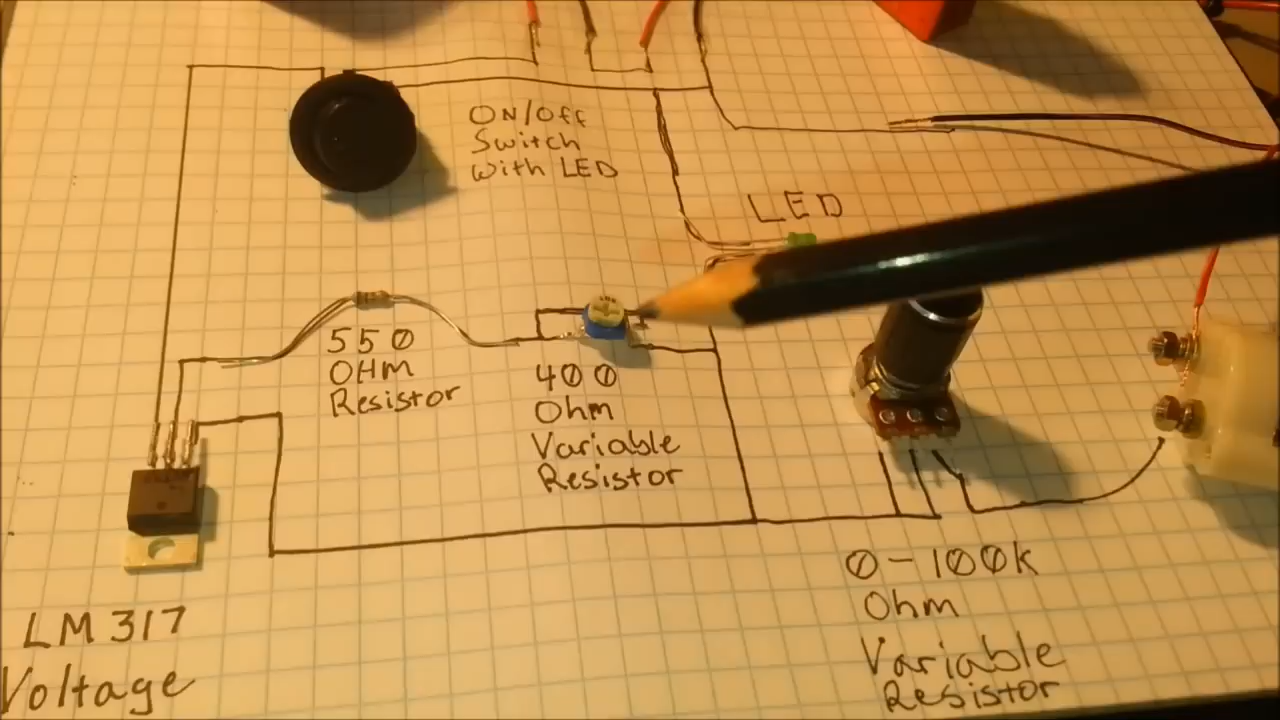 ON/Off
Switch
with LED
LED
550
OHM
Resistor
400
Ohm
Variable
Resistor
0-100k
Ohm
Variable
Resistor
LM317
Voltage